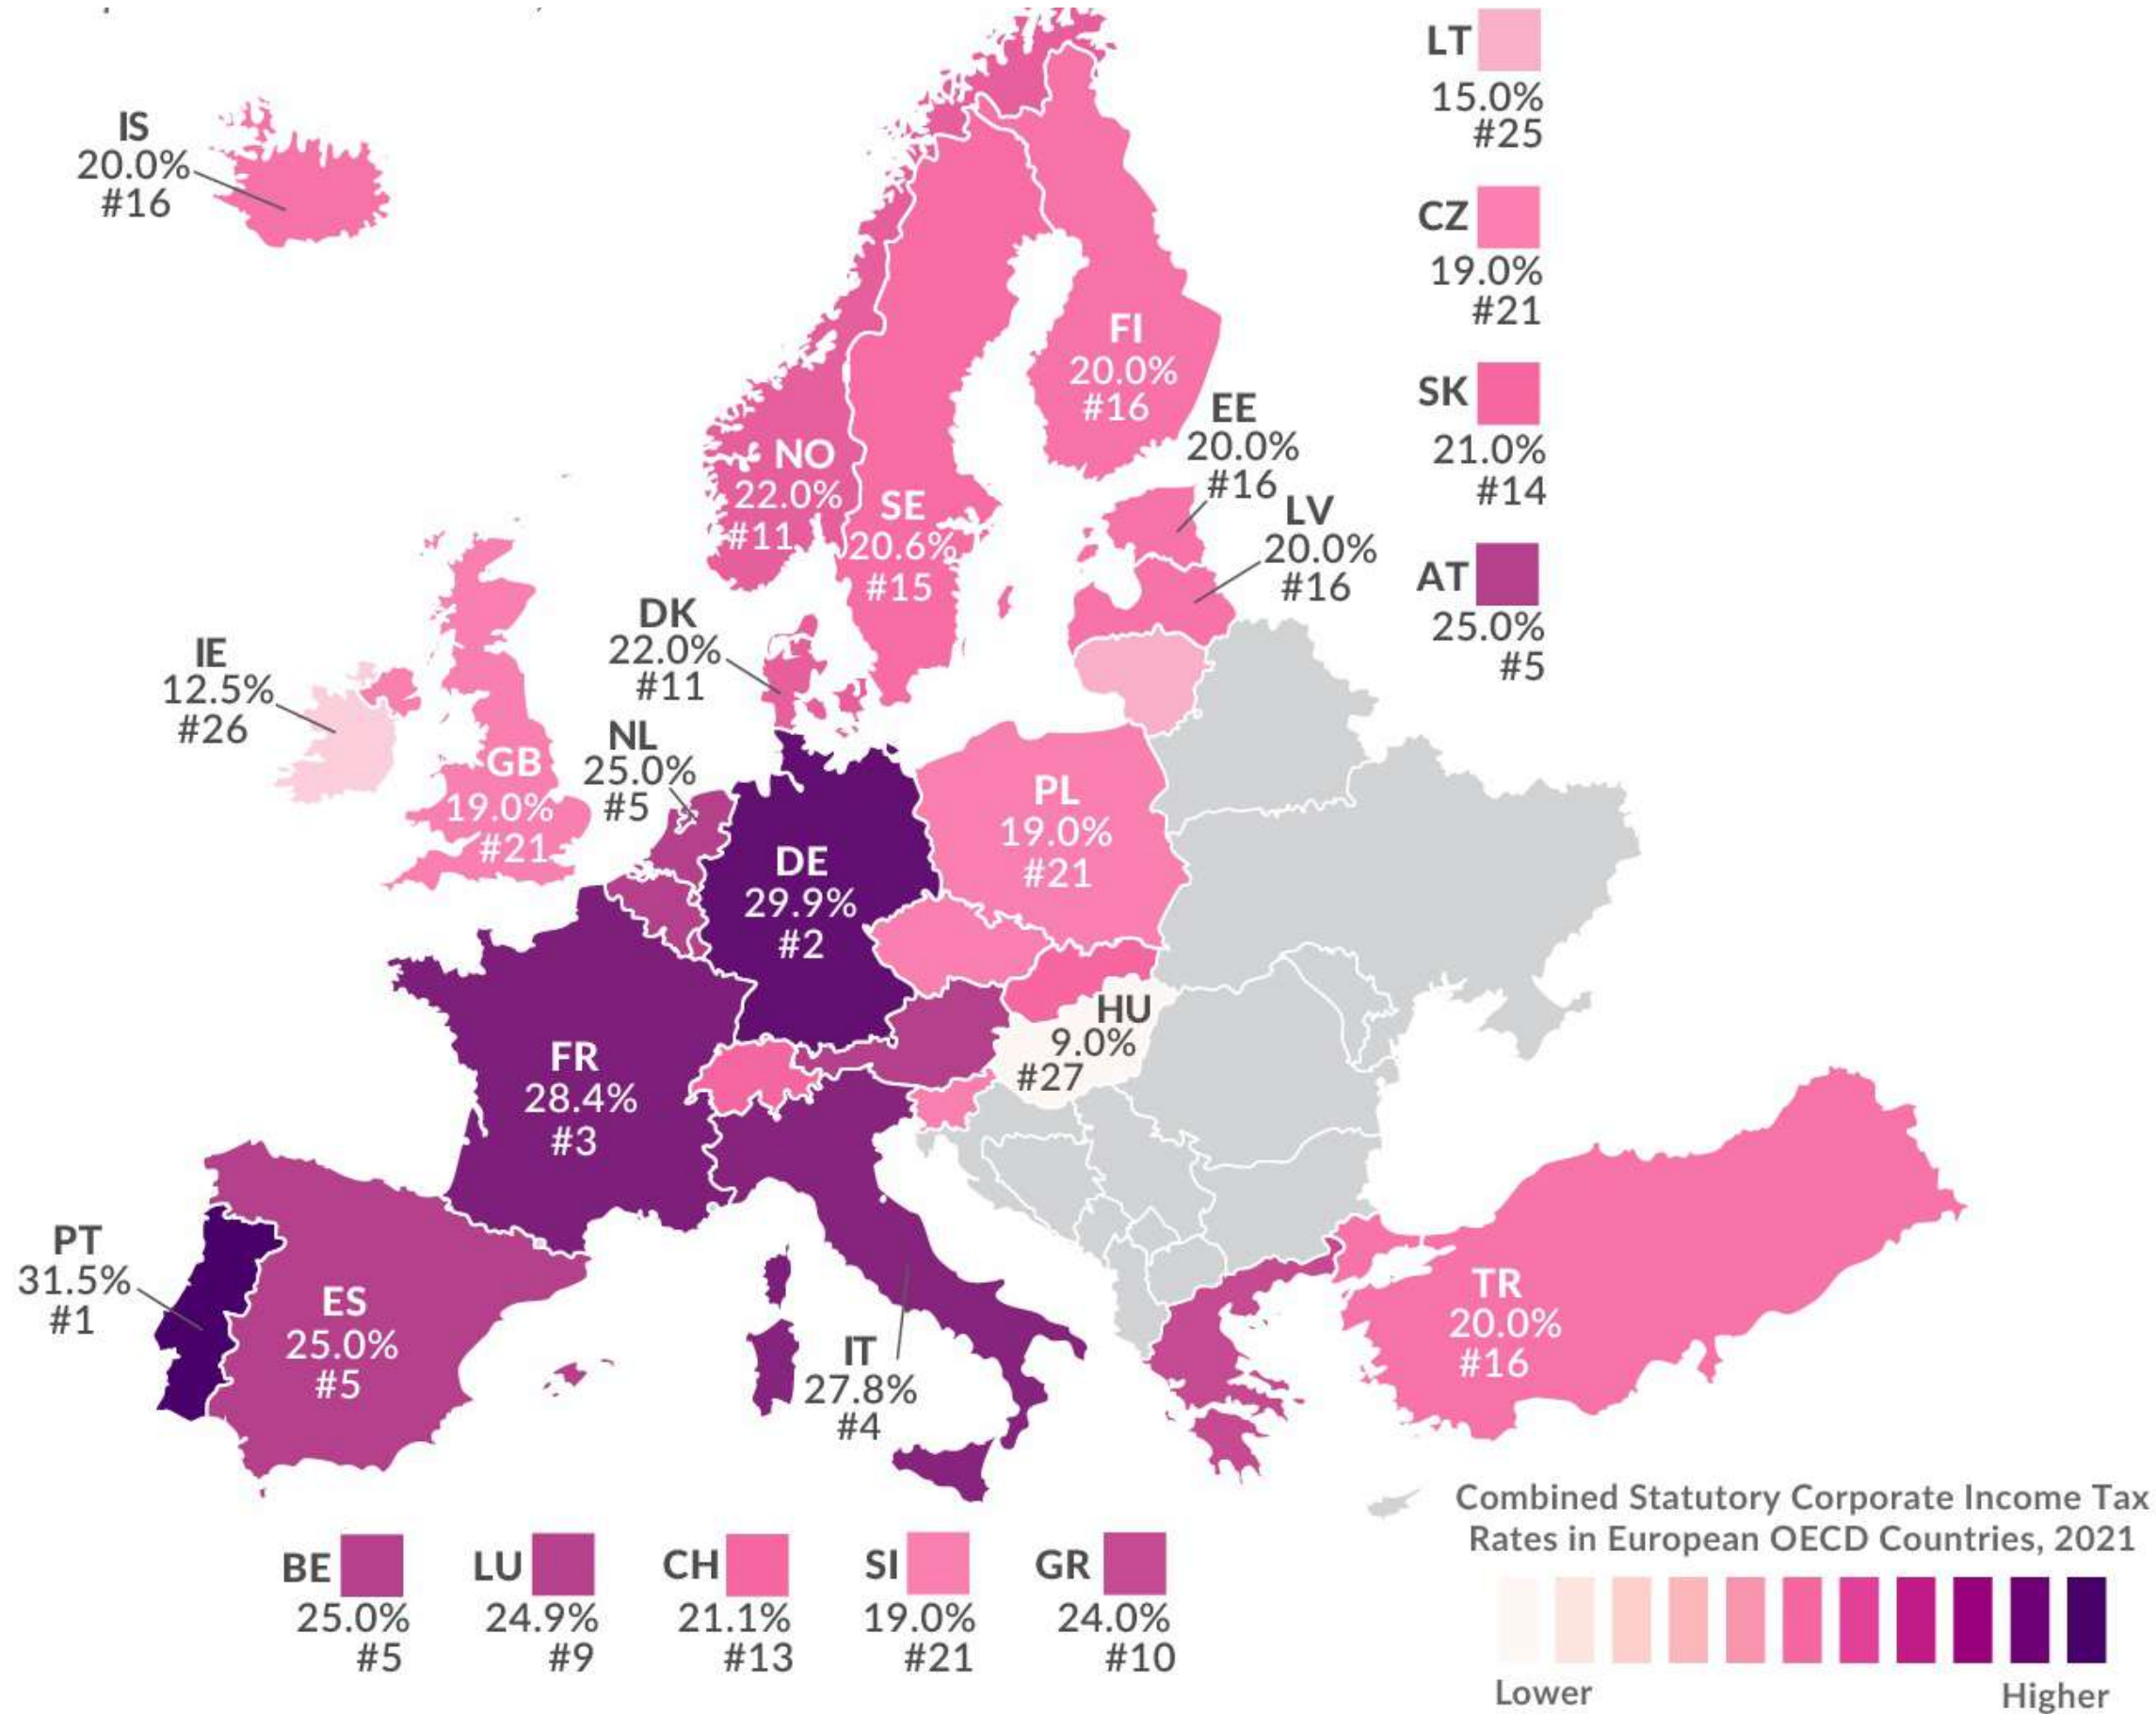 IS
20.0%
#16
LT
15.0%
#25
CZ
19.0%
#21
SK
21.0%
#14
AT
25.0%
#5
FI
20.0%
#16
EE
20.0%
#16
LV
20.0%
#16
NO
22.0%
#11
SE
20.6%
#15
DK
22.0%
#11
IE
12.5%
#26
GB
19.0%
#21
NL
25.0%
#5
DE
29.9%
#2
PL
19.0%
#21
HU
9.0%
#27
FR
28.4%
#3
PT
31.5%
#1
ES
25.0%
#5
IT
27.8%
#4
TR
20.0%
#16
BE
25.0%
#5
LU
24.9%
#9
CH
21.1%
#13
SI
19.0%
#21
GR
24.0%
#10
Combined Statutory Corporate Income Tax
Rates in European OECD Countries, 2021
Lower
Higher